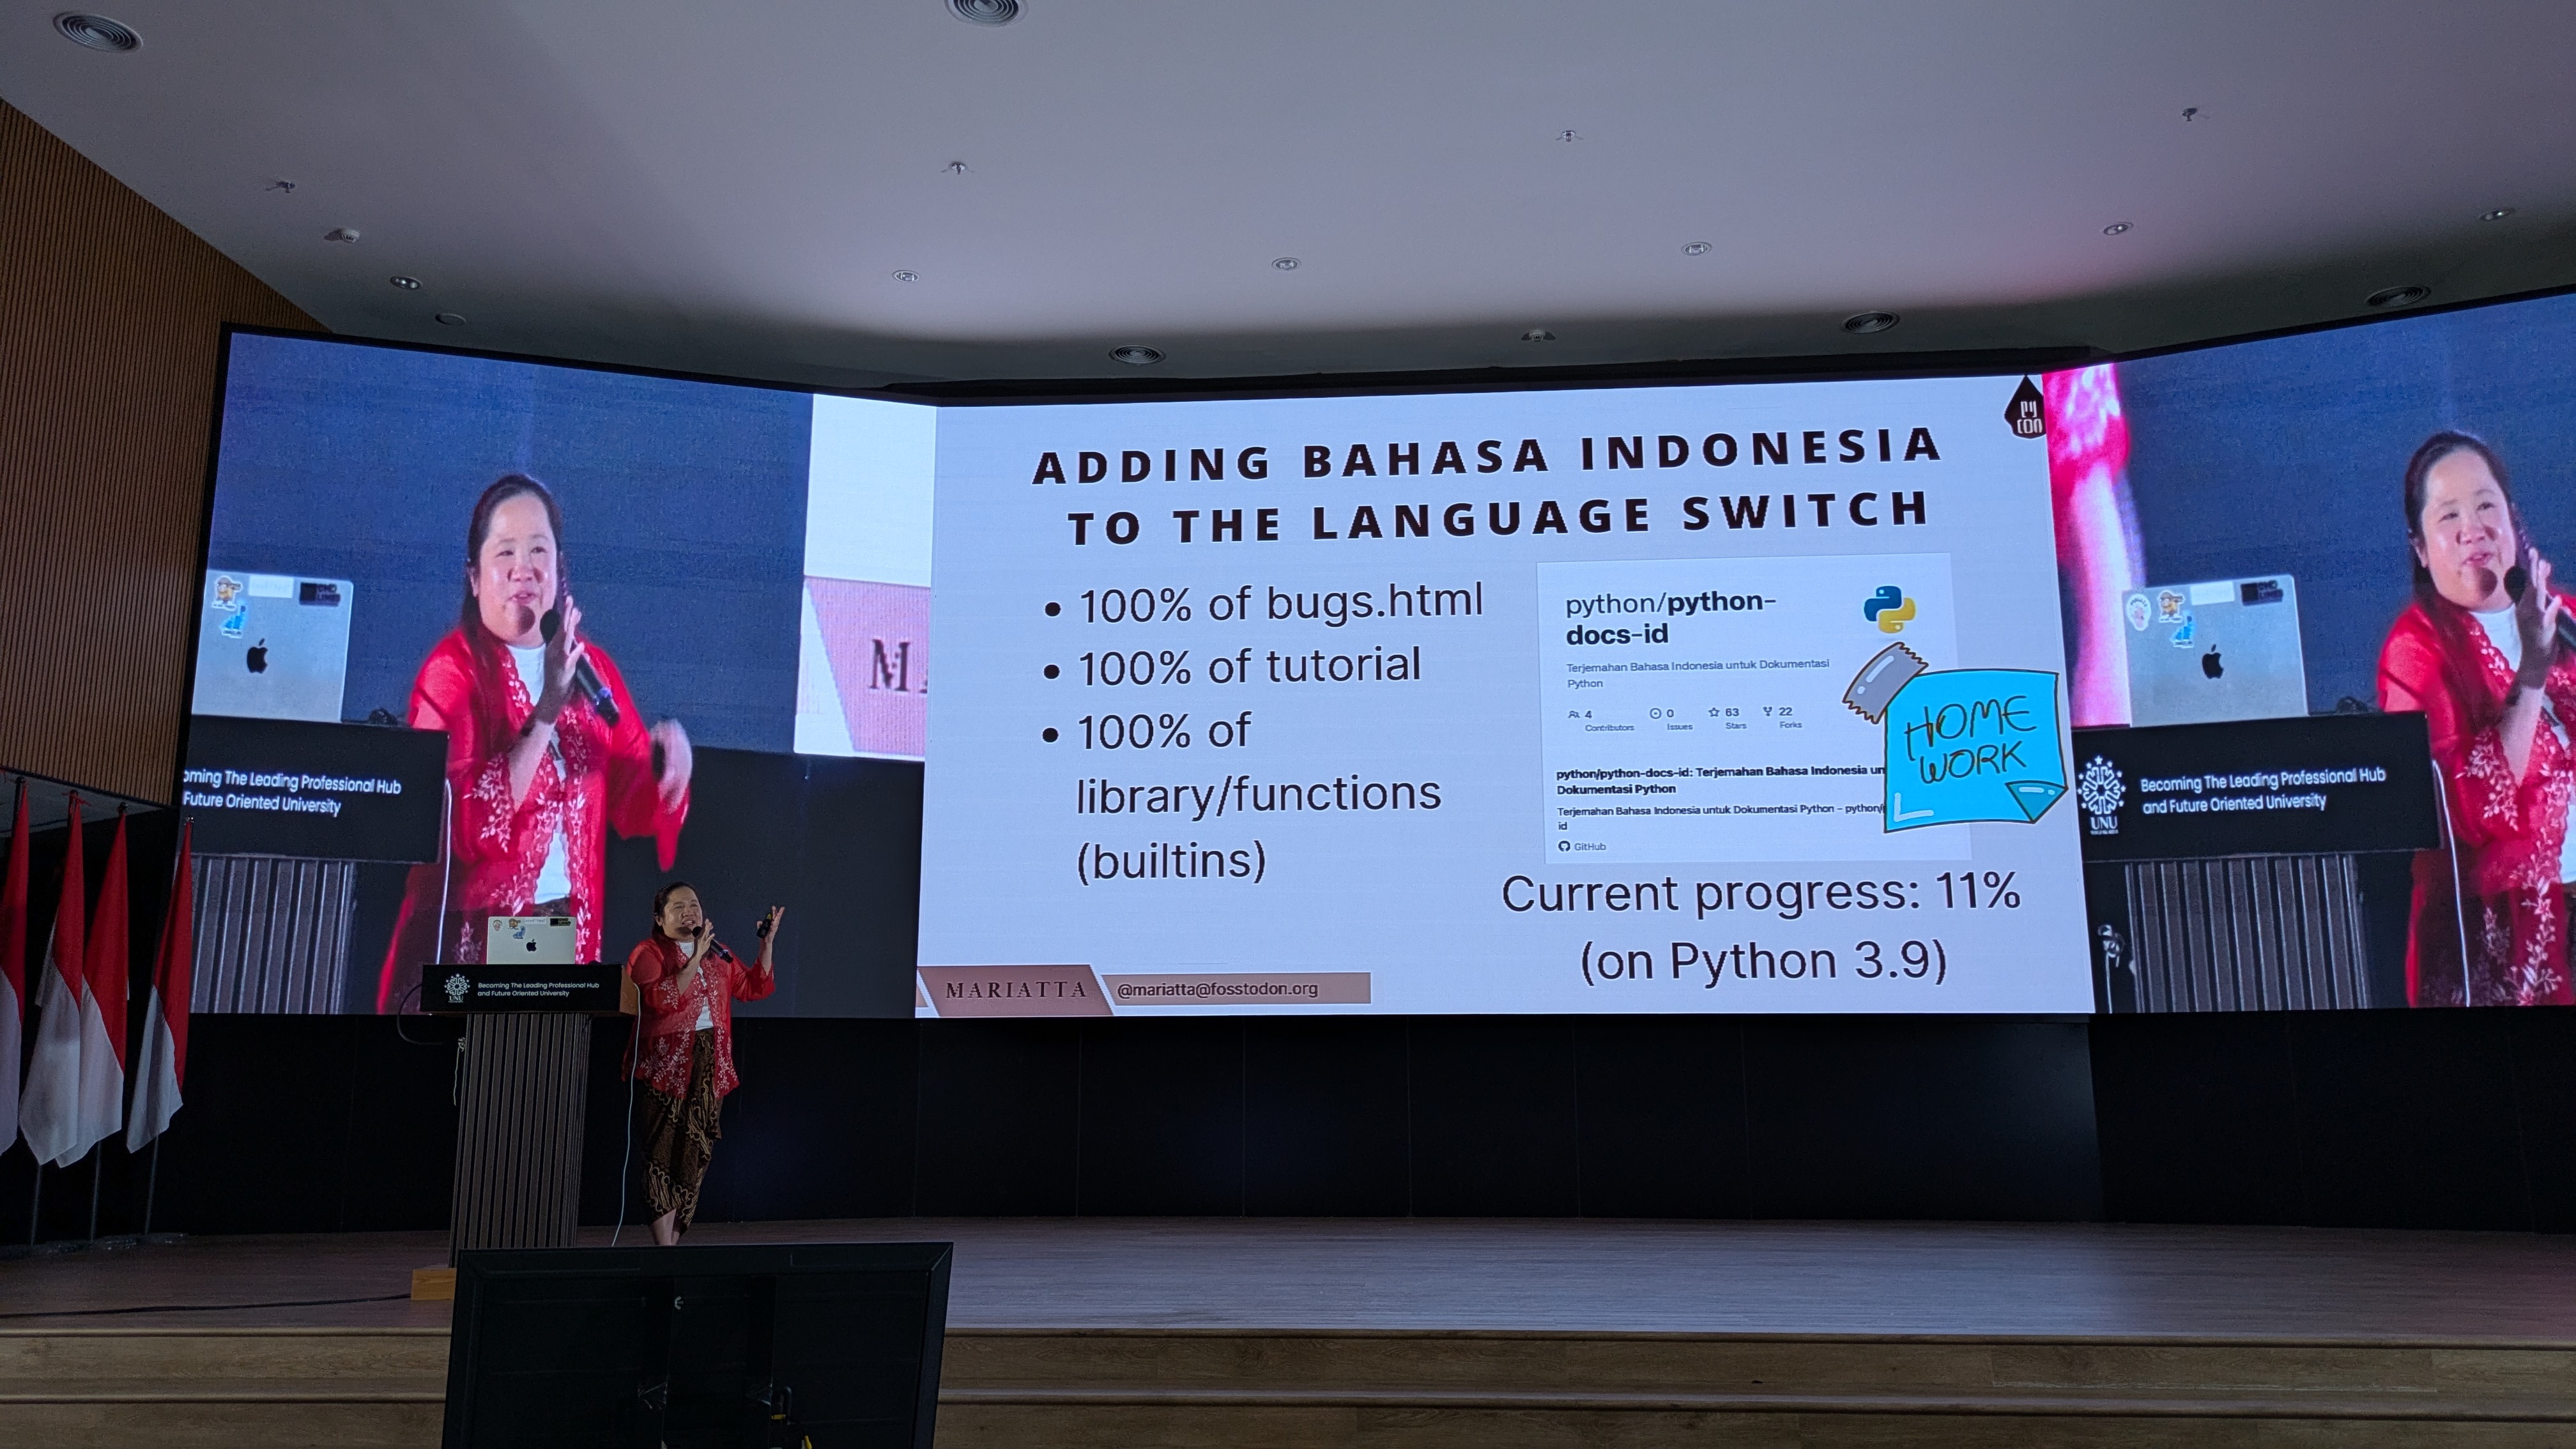 PY
CON
ADDING BAHASA INDONESIA
TO THE LANGUAGE SWITCH
• 100% of bugs.html
• 100% of tutorial
• 100% of
library/functions
(builtins)
python/python-
docs-id
Terjemahan Bahasa Indonesia untuk Dokumentasi
Python
4
Contributors
0
Issues
63
Stars
22
Forks
HOME
WORK
python/python-docs-id: Terjemahan Bahasa Indonesia un
Dokumentasi Python
Terjemahan Bahasa Indonesia untuk Dokumentasi Python - python/
id
GitHub
Current progress: 11%
(on Python 3.9)
MARIATTA
@mariatta@fosstodon.org
MA
oming The Leading Professional Hub
Future Oriented University
UNU
Becoming The Leading Professional Hub
and Future Oriented University
UNU
Becoming The Leading Professional Hub
and Future Oriented University